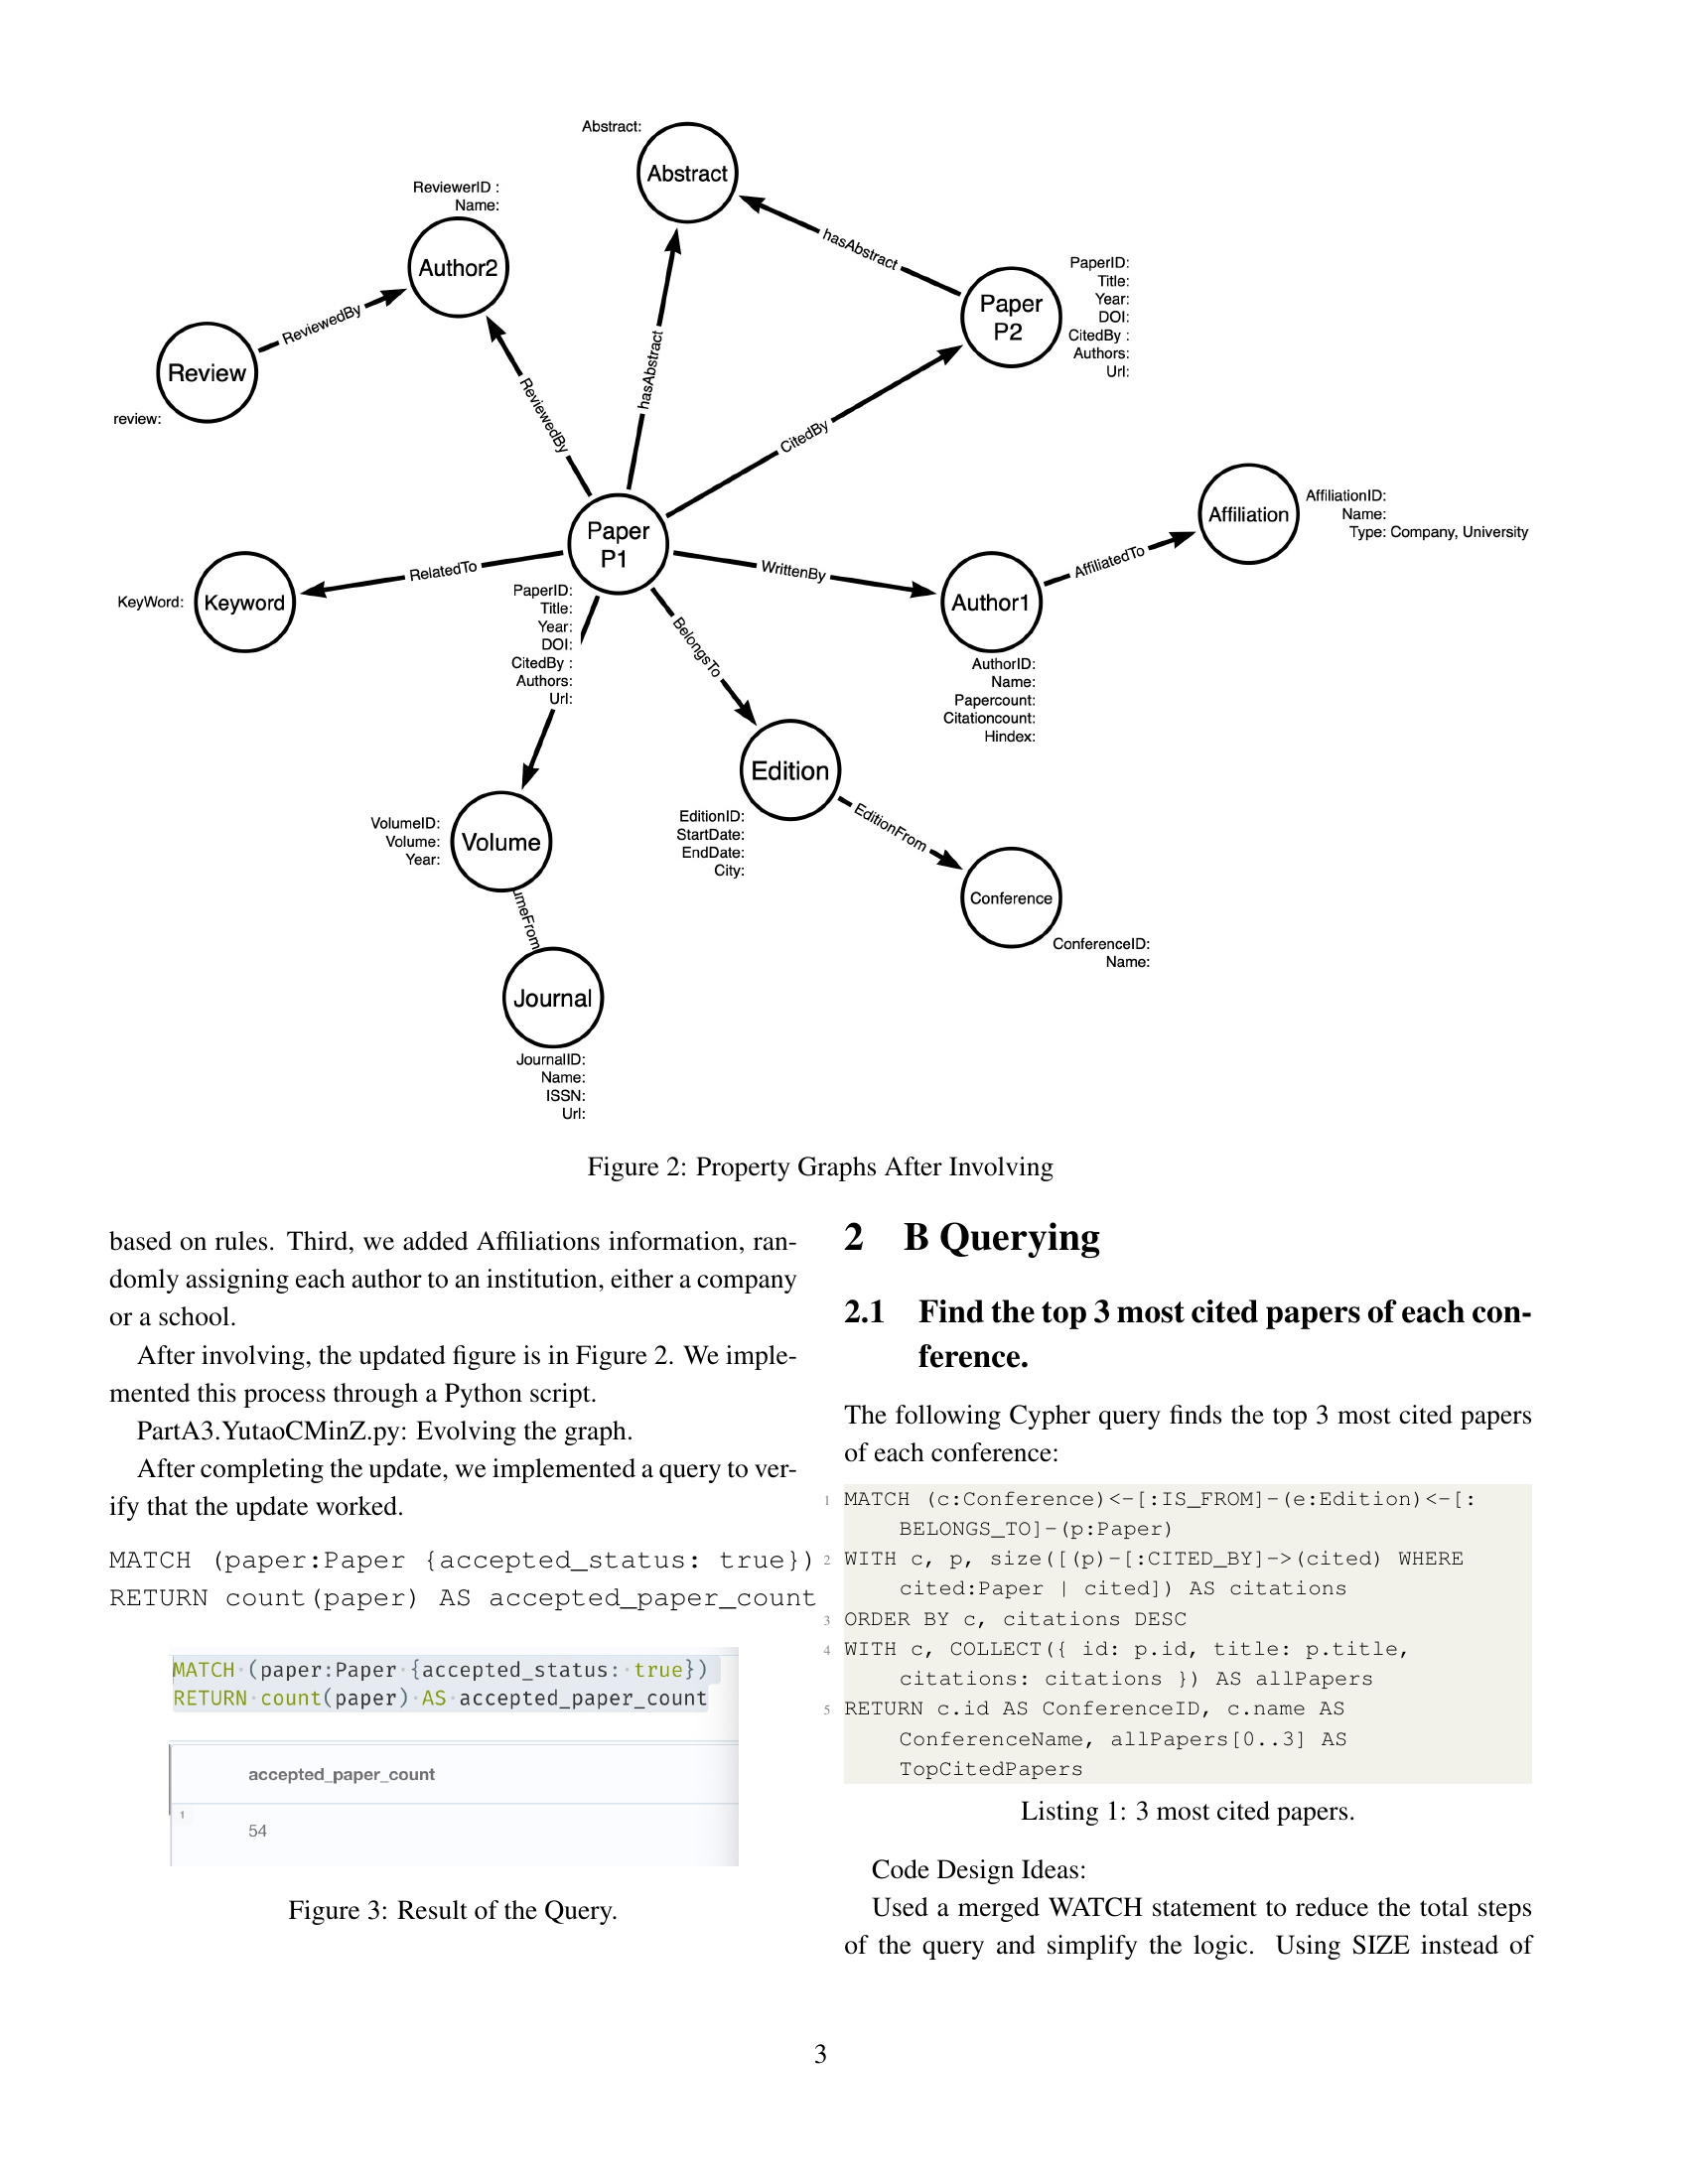 Abstract:
Abstract
ReviewerID :
Name:
Author2
hasAbstract
PaperID:
Title:
Year:
DOI:
CitedBy :
Authors:
Url:
Paper
P2
ReviewedBy
Review
review:
ReviewedBy
hasAbstract
CitedBy
Affiliation
AffiliationID:
Name:
Type: Company, University
Paper
P1
AffiliatedTo
RelatedTo
WrittenBy
KeyWord:
Keyword
Author1
PaperID:
Title:
Year:
DOI:
CitedBy :
Authors:
Url:
BelongsTo
AuthorID:
Name:
Papercount:
Citationcount:
Hindex:
Edition
EditionID:
StartDate:
EndDate:
City:
EditionFrom
VolumeID:
Volume:
Year:
Volume
Conference
ConferenceID:
Name:
umeFrom
Journal
JournalID:
Name:
ISSN:
Url:
Figure 2: Property Graphs After Involving
based on rules. Third, we added Affiliations information, ran-
domly assigning each author to an institution, either a company
or a school.
After involving, the updated figure is in Figure 2. We imple-
mented this process through a Python script.
PartA3.YutaoCMinZ.py: Evolving the graph.
After completing the update, we implemented a query to ver-
ify that the update worked.
MATCH (paper:Paper {accepted_status: true})
RETURN count(paper) AS accepted_paper_count
MATCH (paper:Paper {accepted_status: true})
RETURN count(paper) AS accepted_paper_count
accepted_paper_count
1
54
Figure 3: Result of the Query.
2 B Querying
2.1 Find the top 3 most cited papers of each con-
ference.
The following Cypher query finds the top 3 most cited papers
of each conference:
1 MATCH (c:Conference)<-[:IS_FROM]-(e:Edition)<-[:
BELONGS_TO]-(p:Paper)
2 WITH c, p, size([(p)-[:CITED_BY]->(cited) WHERE
cited:Paper | cited]) AS citations
3 ORDER BY c, citations DESC
4 WITH c, COLLECT({ id: p.id, title: p.title,
citations: citations }) AS allPapers
5 RETURN c.id AS ConferenceID, c.name AS
ConferenceName, allPapers[0..3] AS
TopCitedPapers
Listing 1: 3 most cited papers.
Code Design Ideas:
Used a merged WATCH statement to reduce the total steps
of the query and simplify the logic. Using SIZE instead of
3